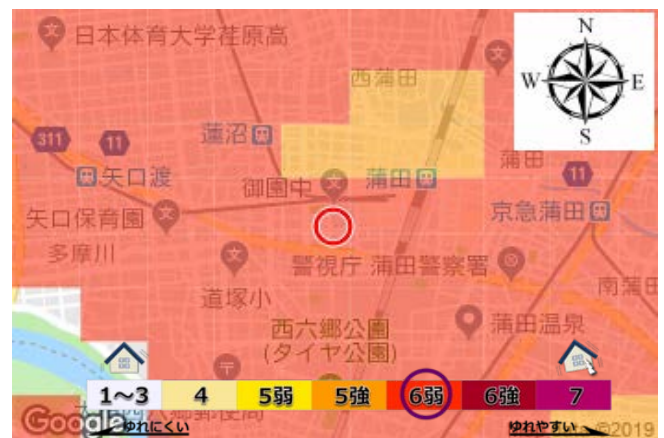 日本体育大学荏原高
N
W
E
S
西蒲田
311
11
蓮沼
矢口渡
御園中
蒲田
蒲田
11
矢口保育園
京急蒲田
多摩川
警視庁 蒲田警察署
道塚小
南蒲田
西六郷公園
(タイヤ公園)
蒲田温泉
1～3
4
5弱
5強
6弱
6強
7
Google
ゆれにくい
ゆれやすい
©2019